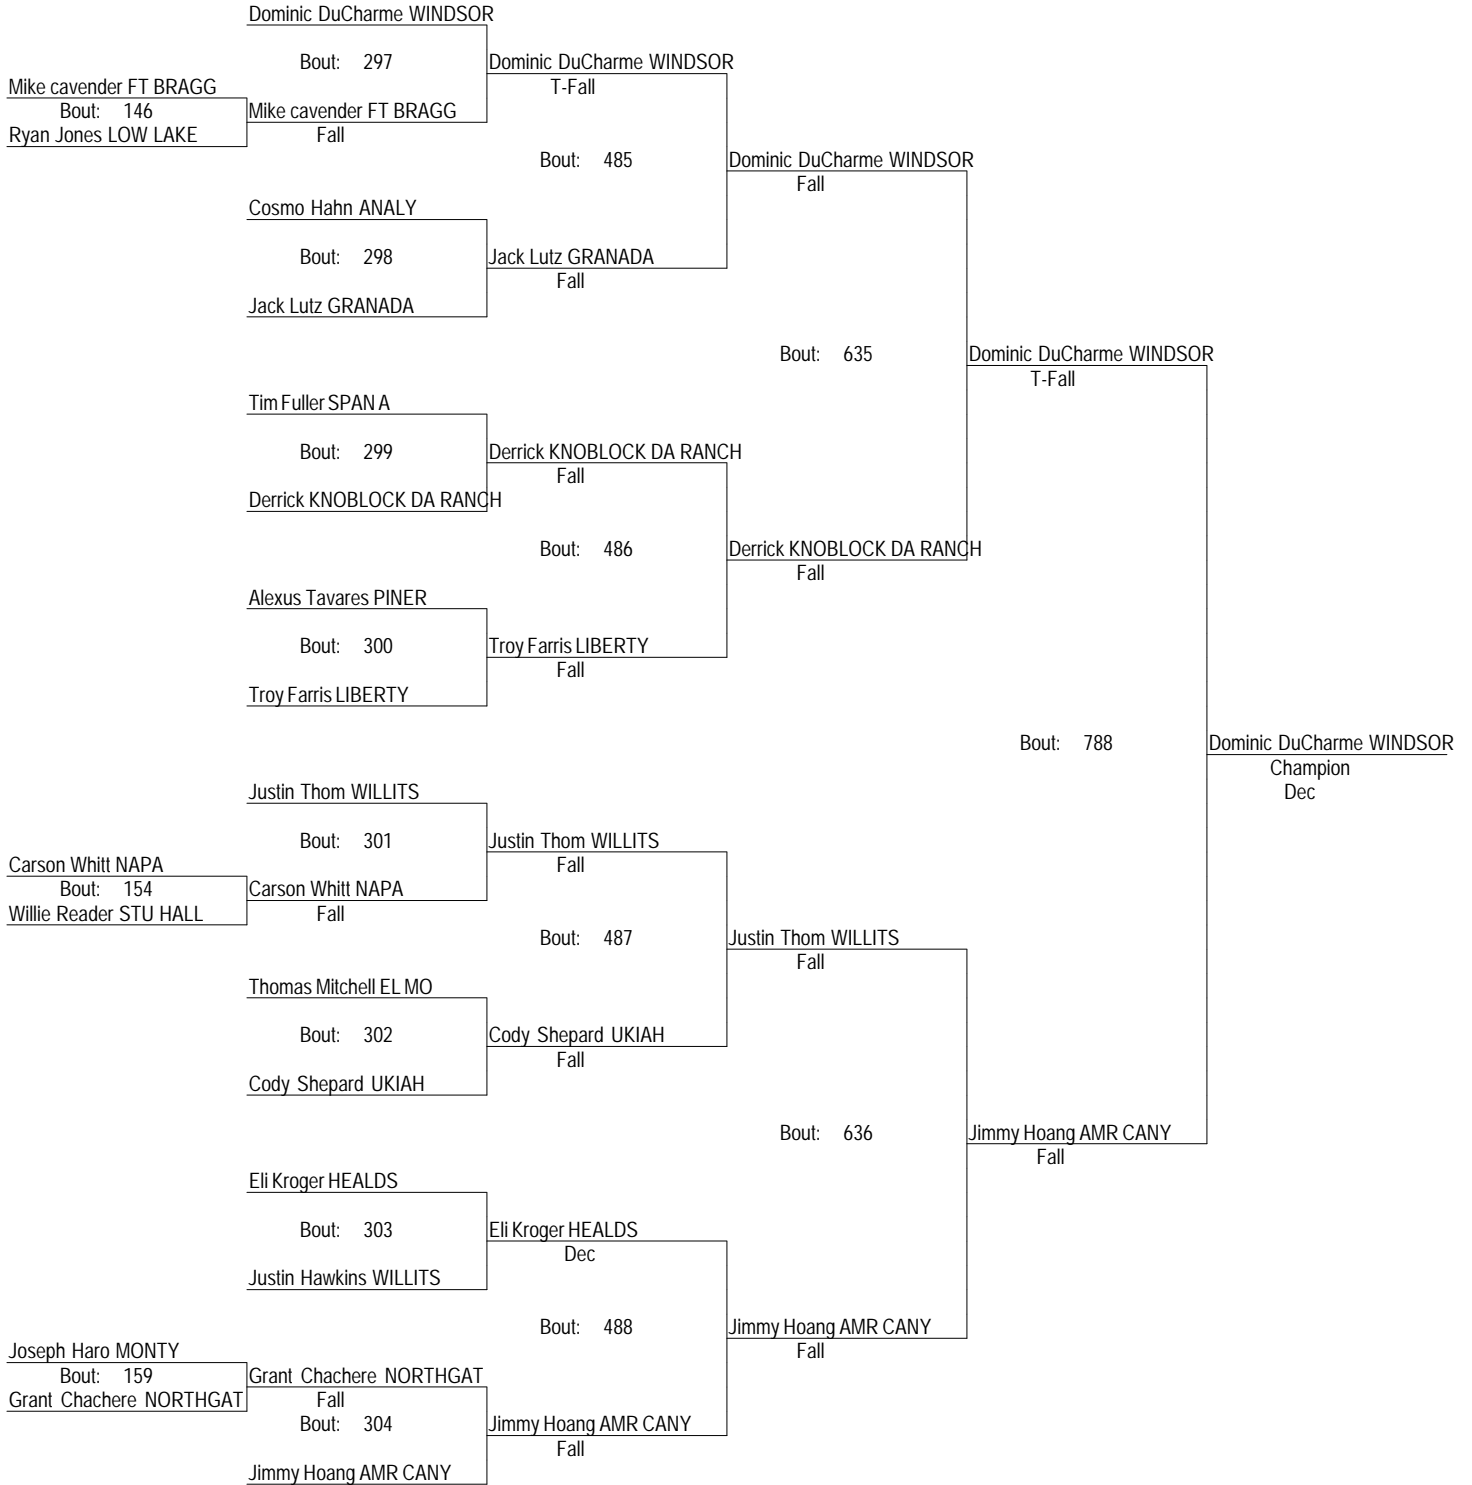 Dominic DuCharme WINDSOR
Bout: 297
Dominic DuCharme WINDSOR
T-Fall
Mike cavender FT BRAGG
Bout: 146
Mike cavender FT BRAGG
Ryan Jones LOW LAKE
Fall
Bout: 485
Dominic DuCharme WINDSOR
Fall
Cosmo Hahn ANALY
Bout: 298
Jack Lutz GRANADA
Fall
Jack Lutz GRANADA
Bout: 635
Dominic DuCharme WINDSOR
T-Fall
Tim Fuller SPAN A
Bout: 299
Derrick KNOBLOCK DA RANCH
Fall
Derrick KNOBLOCK DA RANCH
Bout: 486
Derrick KNOBLOCK DA RANCH
Fall
Alexus Tavares PINER
Bout: 300
Troy Farris LIBERTY
Fall
Troy Farris LIBERTY
Bout: 788
Dominic DuCharme WINDSOR
Champion
Dec
Justin Thom WILLITS
Bout: 301
Justin Thom WILLITS
Fall
Carson Whitt NAPA
Bout: 154
Carson Whitt NAPA
Willie Reader STU HALL
Fall
Bout: 487
Justin Thom WILLITS
Fall
Thomas Mitchell EL MO
Bout: 302
Cody Shepard UKIAH
Fall
Cody Shepard UKIAH
Bout: 636
Jimmy Hoang AMR CANY
Fall
Eli Kroger HEALDS
Bout: 303
Eli Kroger HEALDS
Dec
Justin Hawkins WILLITS
Bout: 488
Jimmy Hoang AMR CANY
Fall
Joseph Haro MONTY
Bout: 159
Grant Chachere NORTHGAT
Grant Chachere NORTHGAT
Fall
Bout: 304
Jimmy Hoang AMR CANY
Fall
Jimmy Hoang AMR CANY